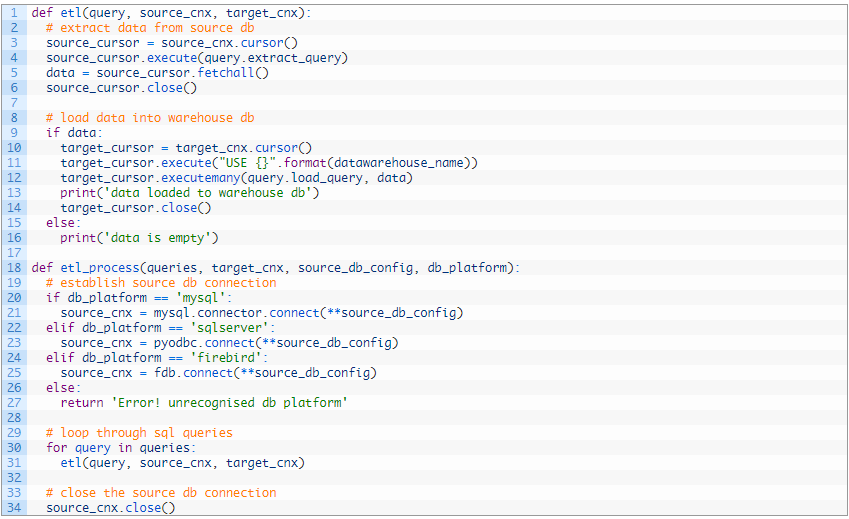 1 def etl(query, source_cnx, target_cnx):
2   # extract data from source db
3   source_cursor = source_cnx.cursor()
4   source_cursor.execute(query.extract_query)
5   data = source_cursor.fetchall()
6   source_cursor.close()
7
8   # load data into warehouse db
9   if data:
10     target_cursor = target_cnx.cursor()
11     target_cursor.execute("USE {}".format(datawarehouse_name))
12     target_cursor.executemany(query.load_query, data)
13     print('data loaded to warehouse db')
14     target_cursor.close()
15   else:
16     print('data is empty')
17
18 def etl_process(queries, target_cnx, source_db_config, db_platform):
19   # establish source db connection
20   if db_platform == 'mysql':
21     source_cnx = mysql.connector.connect(**source_db_config)
22   elif db_platform == 'sqlserver':
23     source_cnx = pyodbc.connect(**source_db_config)
24   elif db_platform == 'firebird':
25     source_cnx = fdb.connect(**source_db_config)
26   else:
27     return 'Error! unrecognised db platform'
28
29   # loop through sql queries
30   for query in queries:
31     etl(query, source_cnx, target_cnx)
32
33   # close the source db connection
34   source_cnx.close()